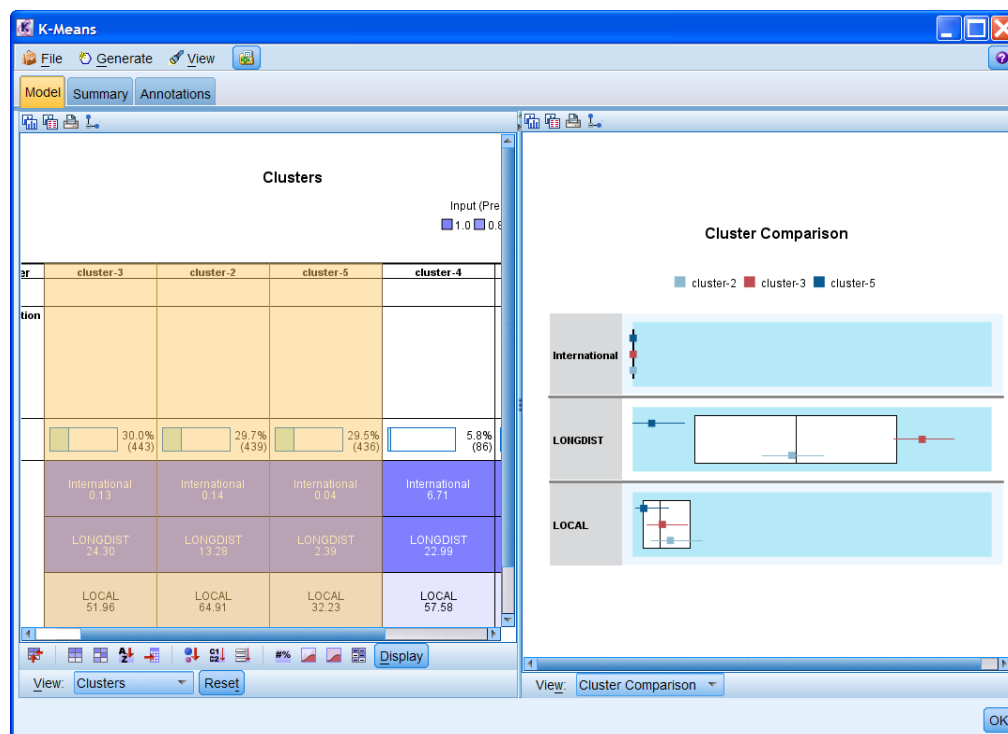 K-Means
File Generate View
Model Summary Annotations
Clusters
Input (Pre
1.0 0.8
er cluster-3 cluster-2 cluster-5 cluster-4
tion
30.0% 29.7% 29.5% 5.8%
(443) (439) (436) (86)
International International International International
0.13 0.14 0.04 6.71
LONGDIST LONGDIST LONGDIST LONGDIST
24.30 13.28 2.39 22.99
LOCAL LOCAL LOCAL LOCAL
51.96 64.91 32.23 57.58
#% Display
View: Clusters Reset
Cluster Comparison
cluster-2 cluster-3 cluster-5
International
LONGDIST
LOCAL
View: Cluster Comparison
OK